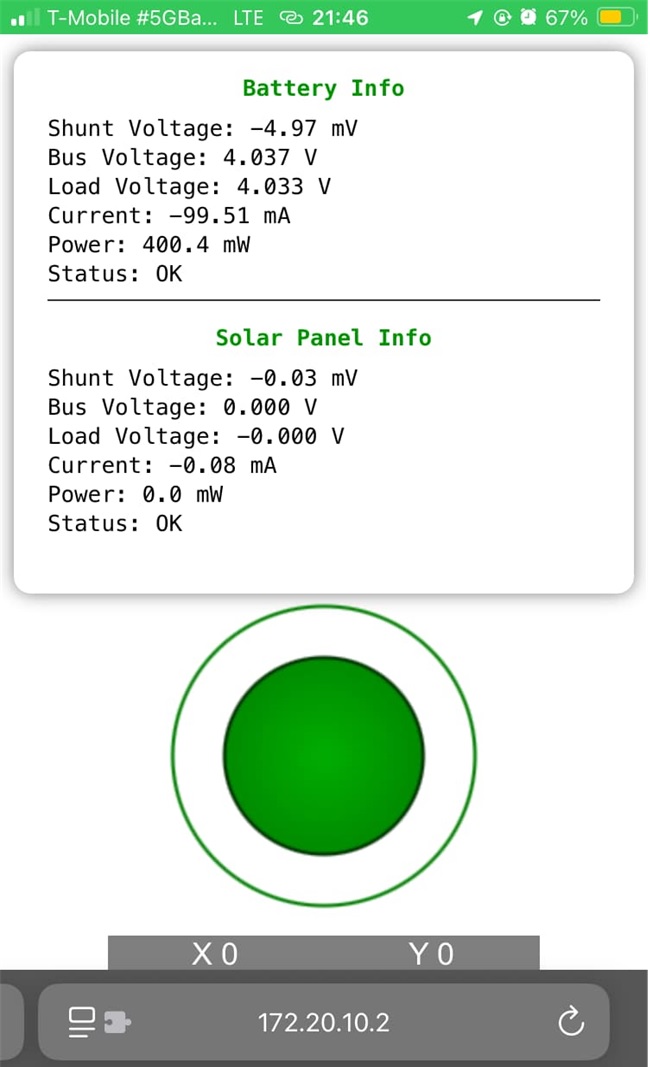 T-Mobile #5GBa... LTE 21:46 67%
Battery Info
Shunt Voltage: -4.97 mV
Bus Voltage: 4.037 V
Load Voltage: 4.033 V
Current: -99.51 mA
Power: 400.4 mW
Status: OK
Solar Panel Info
Shunt Voltage: -0.03 mV
Bus Voltage: 0.000 V
Load Voltage: -0.000 V
Current: -0.08 mA
Power: 0.0 mW
Status: OK
X 0 Y 0
172.20.10.2